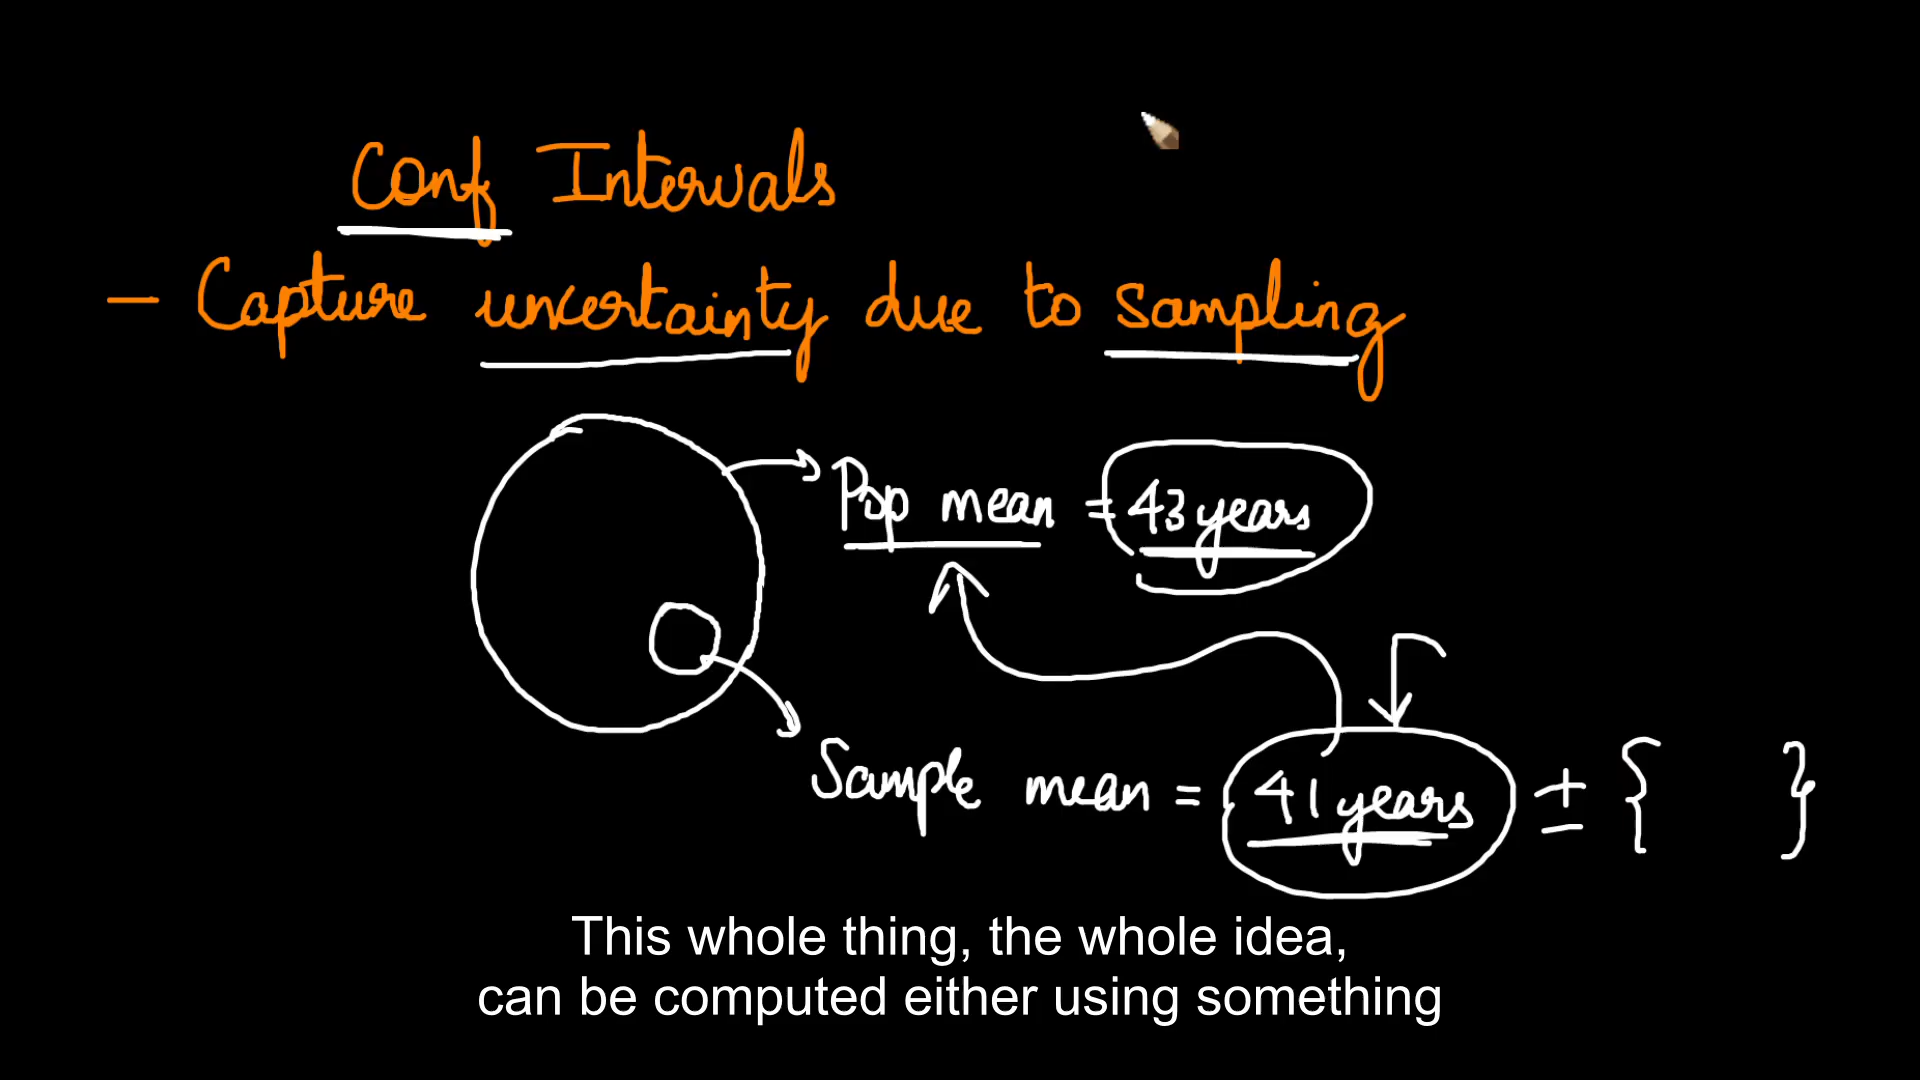 Conf Intervals
– Capture uncertainty due to sampling
Pop mean = 43 years
Sample mean = 41 years ± { }
This whole thing, the whole idea,
can be computed either using something